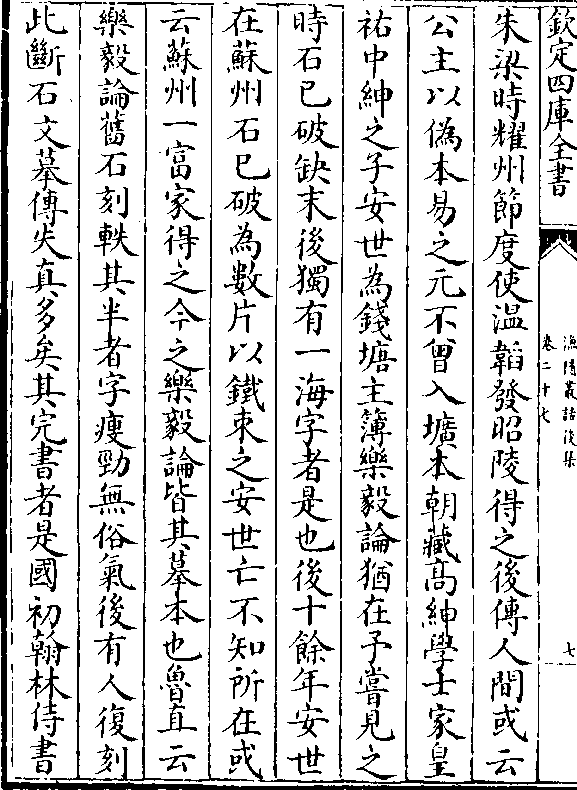 欽定四庫全書
漁隱叢話後集
卷二十七
七
朱梁時耀州節度使溫韜發昭陵得之後傳人間或云
公主以偽本易之元不曾入壙本朝藏髙紳學士家皇
祐中紳之子安世為錢塘主簿樂毅論猶在予嘗見之
時石已破缺末後獨有一海字者是也後十餘年安世
在蘇州石已破為數片以鐵束之安世亡不知所在或
云蘇州一富家得之今之樂毅論皆其摹本也魯直云
樂毅論舊石刻軼其半者字瘦勁無俗氣後有人復刻
此斷石文摹傳失真多矣其完書者是國初翰林侍書